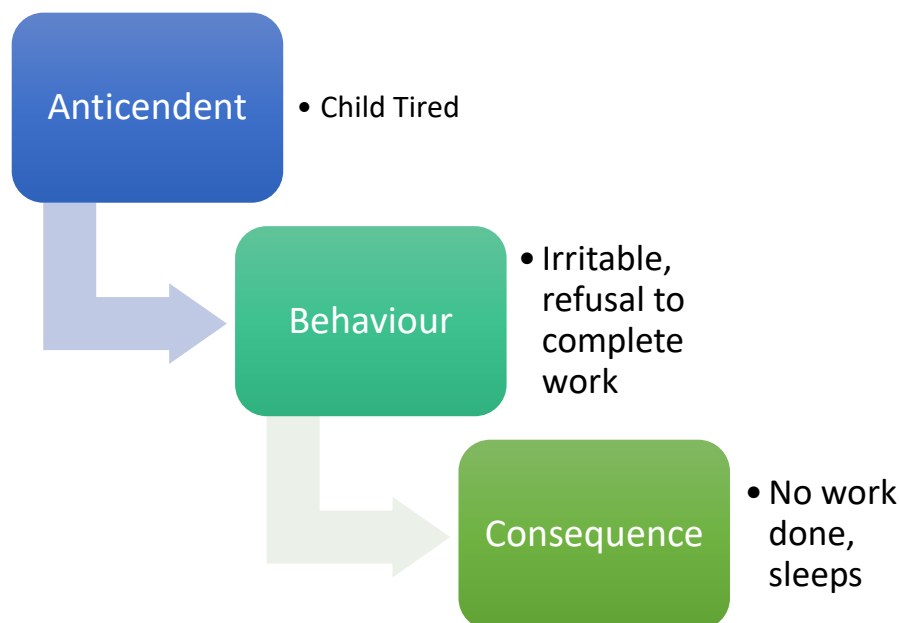 Anticendent
• Child Tired
Behaviour
• Irritable,
refusal to
complete
work
Consequence
• No work
done,
sleeps